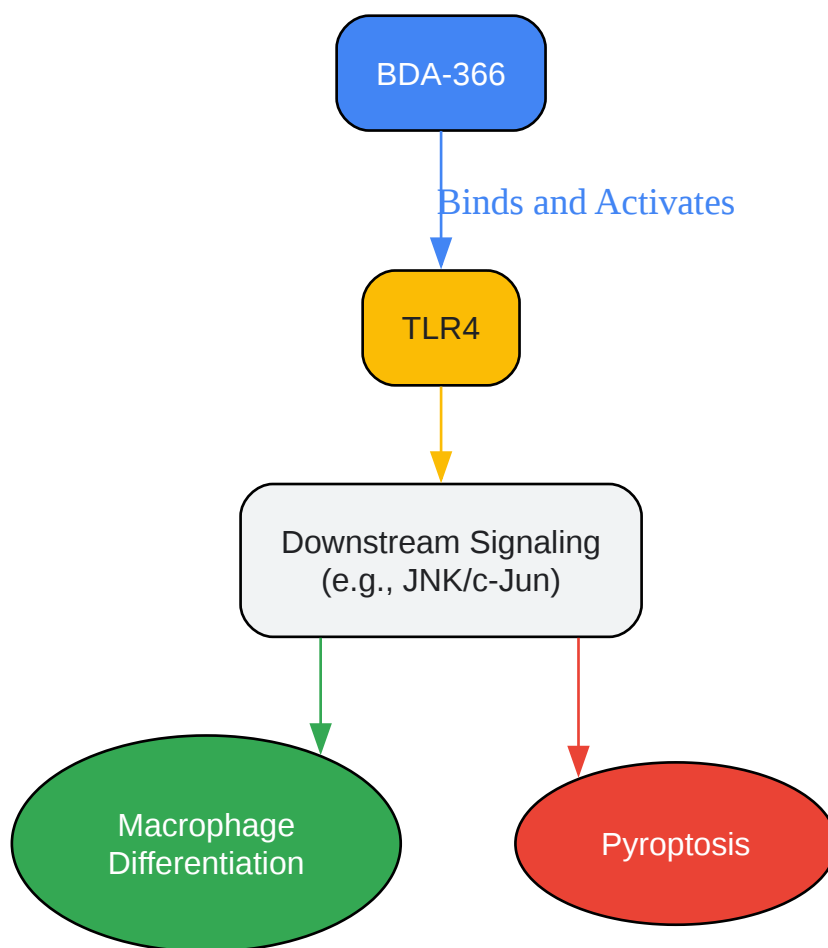 BDA-366
Binds and Activates
TLR4
Downstream Signaling
(e.g., JNK/c-Jun)
Macrophage
Differentiation
Pyroptosis